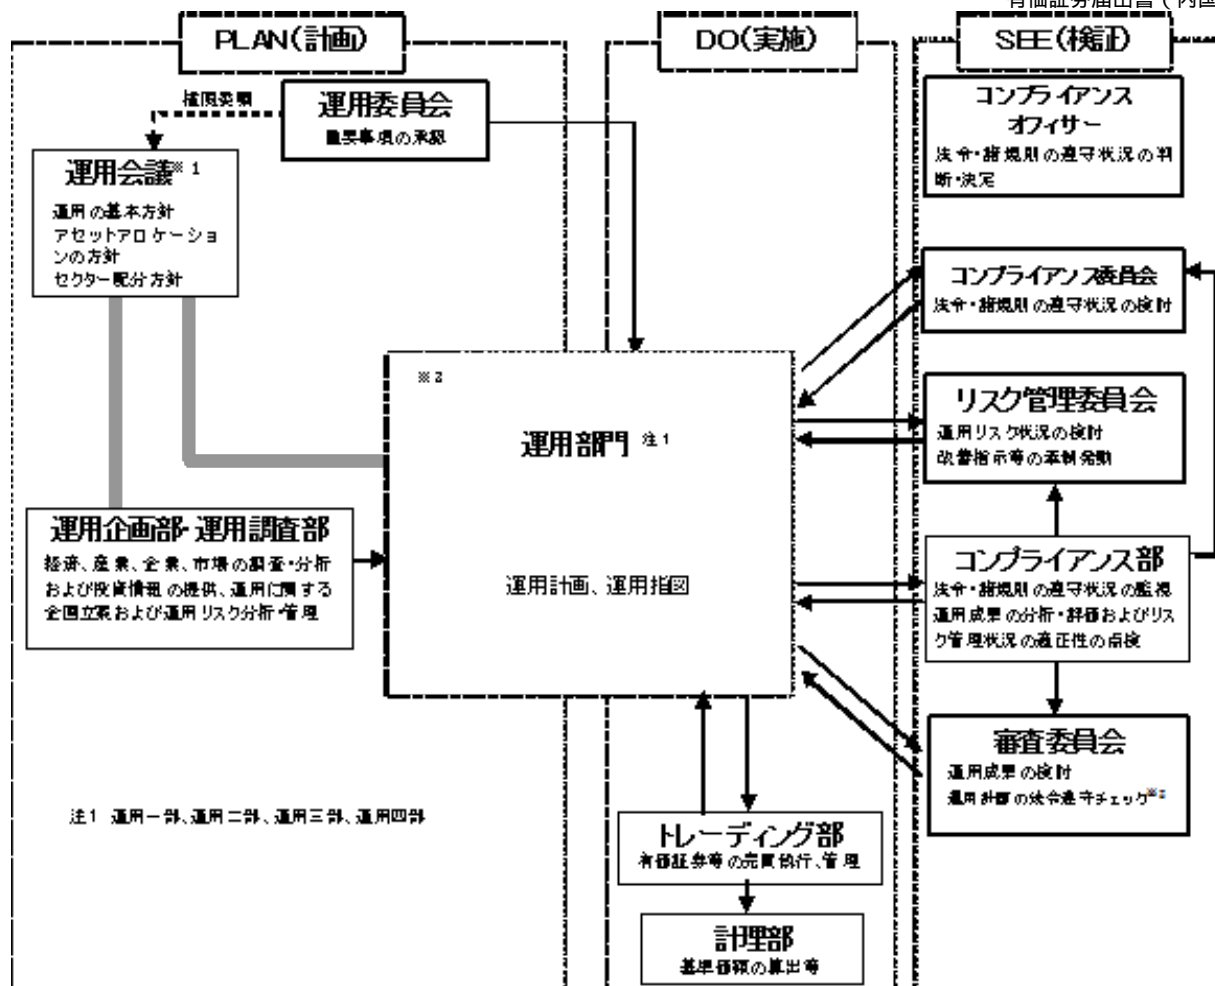 有価証券届出書（内国
PLAN(計画)
DO(実施)
SEE(検証)
運用委員会
重要事項の承認
権限委嘱
運用会議※1
運用の基本方針
アセットアロケーショ
ンの方針
セクター配分方針
コンプライアンス
オフィサー
法令・諸規則の遵守状況の判
断・決定
コンプライアンス委員会
法令・諸規則の遵守状況の検討
※2
運用部門 注1
運用計画、運用指図
リスク管理委員会
運用リスク状況の検討
改善指示等の牽制発動
運用企画部・運用調査部
経済、産業、企業、市場の調査・分析
および投資情報の提供、運用に関する
企画立案および運用リスク分析・管理
コンプライアンス部
法令・諸規則の遵守状況の監視
運用成果の分析・評価およびリス
ク管理状況の適正性の点検
審査委員会
運用成果の検討
運用計画の法令遵守チェック
注1 運用一部、運用二部、運用三部、運用四部
トレーディング部
有価証券等の売買執行、管理
計理部
基準価額の算出等